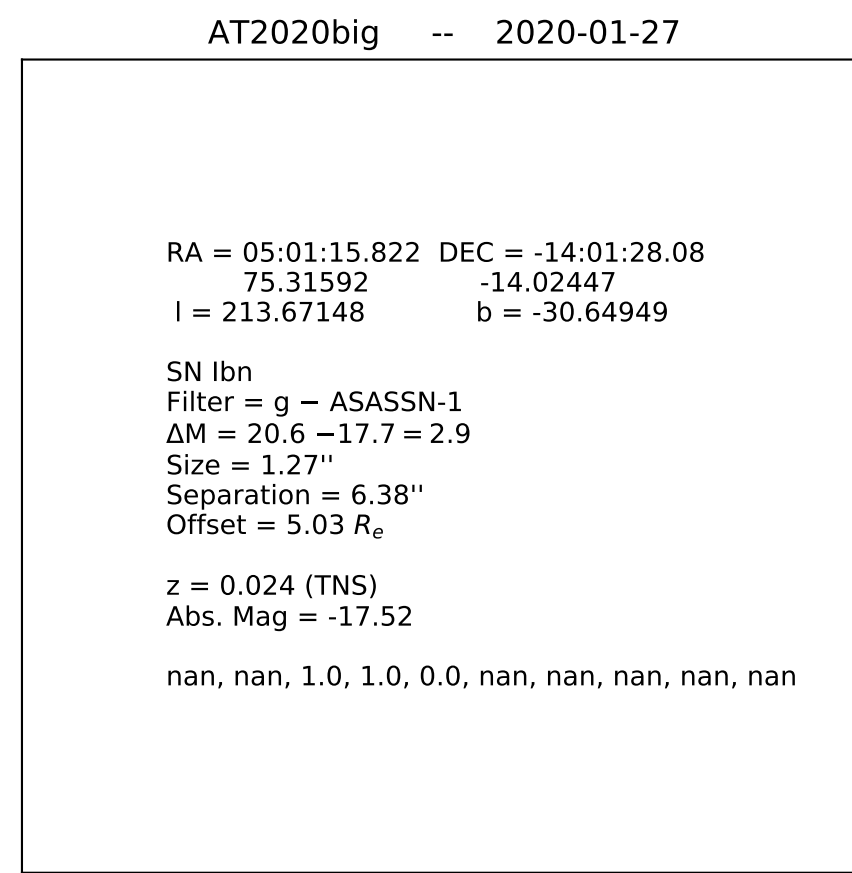 AT2020big -- 2020-01-27
RA = 05:01:15.822 DEC = -14:01:28.08
75.31592 -14.02447
l = 213.67148 b = -30.64949
SN Ibn
Filter = g − ASASSN-1
ΔM = 20.6 −17.7 = 2.9
Size = 1.27''
Separation = 6.38''
Offset = 5.03 Re
z = 0.024 (TNS)
Abs. Mag = -17.52
nan, nan, 1.0, 1.0, 0.0, nan, nan, nan, nan, nan